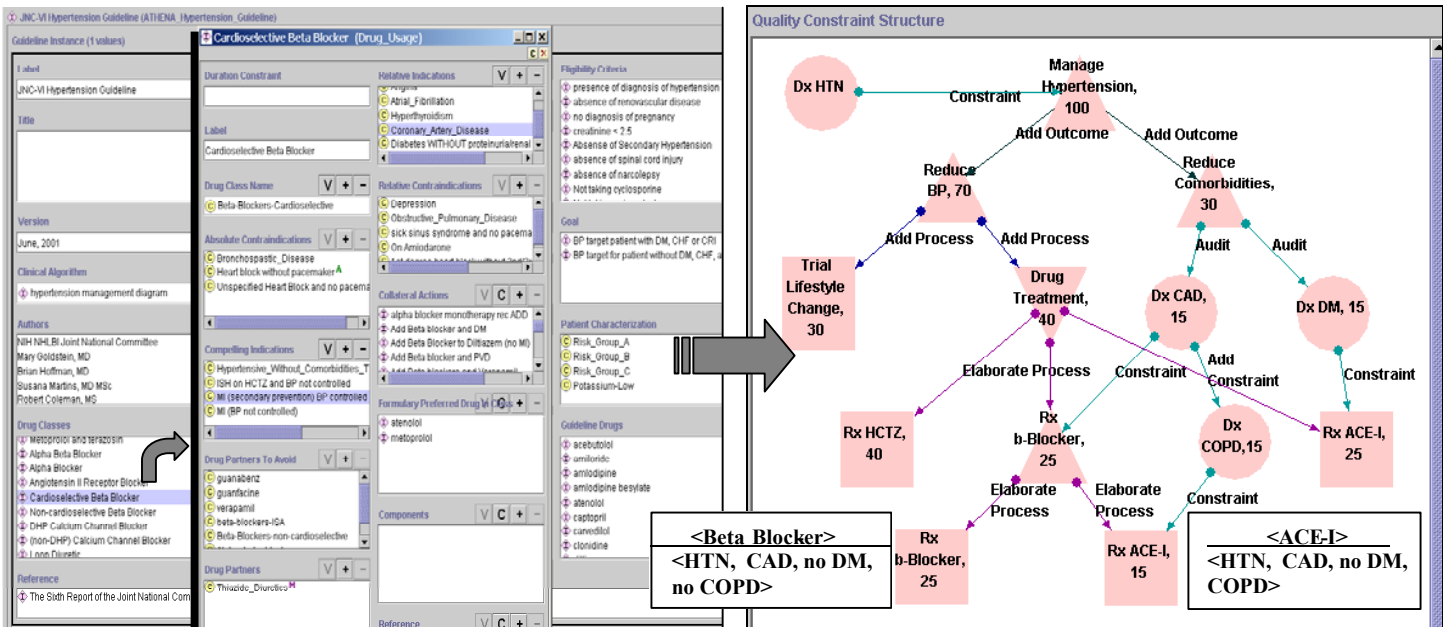 JNC-VI Hypertension Guideline (ATHENA_Hypertension_Guideline)
Guideline Instance (1 values)
Label
JNC-VI Hypertension Guideline
Title
Version
June, 2001
Clinical Algorithm
hypertension management diagram
Authors
NIH NHLBI Joint National Committee
Mary Goldstein, MD
Brian Hoffman, MD
Susana Martins, MD MSc
Robert Coleman, MS
Drug Classes
Metoprolol and terazosin
Alpha Beta Blocker
Alpha Blocker
Angiotensin II Receptor Blocker
Cardioselective Beta Blocker
Non-cardioselective Beta Blocker
DHP Calcium Channel Blocker
(non-DHP) Calcium Channel Blocker
Loop Diuretic
Reference
The Sixth Report of the Joint National Com
Cardioselective Beta Blocker (Drug_Usage)
C ×
Duration Constraint
Label
Cardioselective Beta Blocker
Drug Class Name V + −
Beta-Blockers-Cardioselective
Absolute Contraindications V + −
Bronchospastic_Disease
Heart block without pacemaker A
Unspecified Heart Block and no pacema
Compelling Indications V + −
Hypertensive_Without_Comorbidities_T
ISH on HCTZ and BP not controlled
MI (secondary prevention) BP controlled
MI (BP not controlled)
Drug Partners To Avoid V + −
guanabenz
guanfacine
verapamil
beta-blockers-ISA
Beta-Blockers-non-cardioselective
Drug Partners V + −
Thiazide_Diuretics M
Relative Indications V + −
Angina
Atrial_Fibrillation
Hyperthyroidism
Coronary_Artery_Disease
Diabetes WITHOUT proteinuria/renal
Relative Contraindications V + −
Depression
Obstructive_Pulmonary_Disease
sick sinus syndrome and no pacema
On Amiodarone
Collateral Actions V C + −
alpha blocker monotherapy rec ADD
Add Beta blocker and DM
Add Beta Blocker to Diltiazem (no MI)
Add Beta blocker and PVD
Add Beta blockers and Verapamil
Formulary Preferred Drug V C + −
atenolol
metoprolol
Components V C + −
Reference V C + −
Eligibility Criteria
presence of diagnosis of hypertension
absence of renovascular disease
no diagnosis of pregnancy
creatinine < 2.5
Absense of Secondary Hypertension
absence of spinal cord injury
absence of narcolepsy
Not taking cyclosporine
Goal
BP target patient with DM, CHF or CRI
BP target for patient without DM, CHF, a
Patient Characterization
Risk_Group_A
Risk_Group_B
Risk_Group_C
Potassium-Low
Guideline Drugs
acebutolol
amiloride
amlodipine
amlodipine besylate
atenolol
captopril
carvedilol
clonidine
Quality Constraint Structure
Dx HTN
Constraint
Manage
Hypertension,
100
Add Outcome
Add Outcome
Reduce
BP, 70
Reduce
Comorbidities,
30
Add Process
Add Process
Audit
Audit
Trial
Lifestyle
Change,
30
Drug
Treatment,
40
Dx CAD,
15
Dx DM, 15
Elaborate Process
Constraint
Add
Constraint
Constraint
Rx HCTZ,
40
Rx
b-Blocker,
25
Dx
COPD,15
Rx ACE-I,
25
Elaborate
Process
Elaborate
Process
Constraint
Rx
b-Blocker,
25
Rx ACE-I,
15
<Beta Blocker>
<HTN, CAD, no DM,
no COPD>
<ACE-I>
<HTN, CAD, no DM,
COPD>